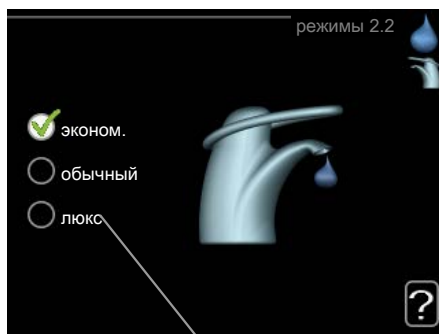 режимы 2.2
эконом.
обычный
люкс
?